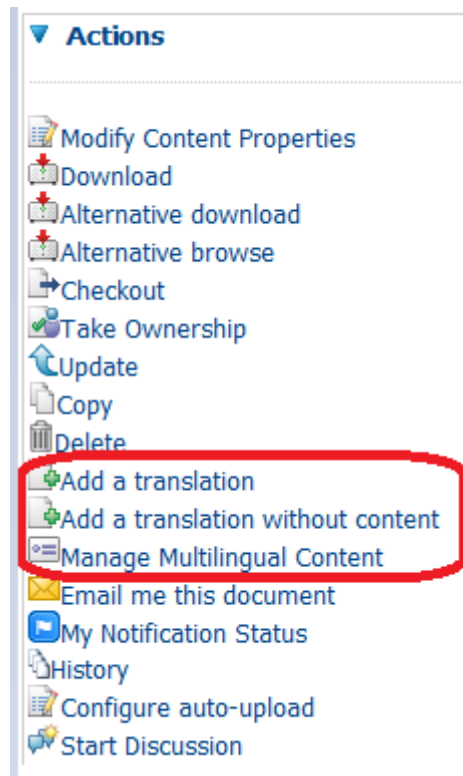 Actions
Modify Content Properties
Download
Alternative download
Alternative browse
Checkout
Take Ownership
Update
Copy
Delete
Add a translation
Add a translation without content
Manage Multilingual Content
Email me this document
My Notification Status
History
Configure auto-upload
Start Discussion